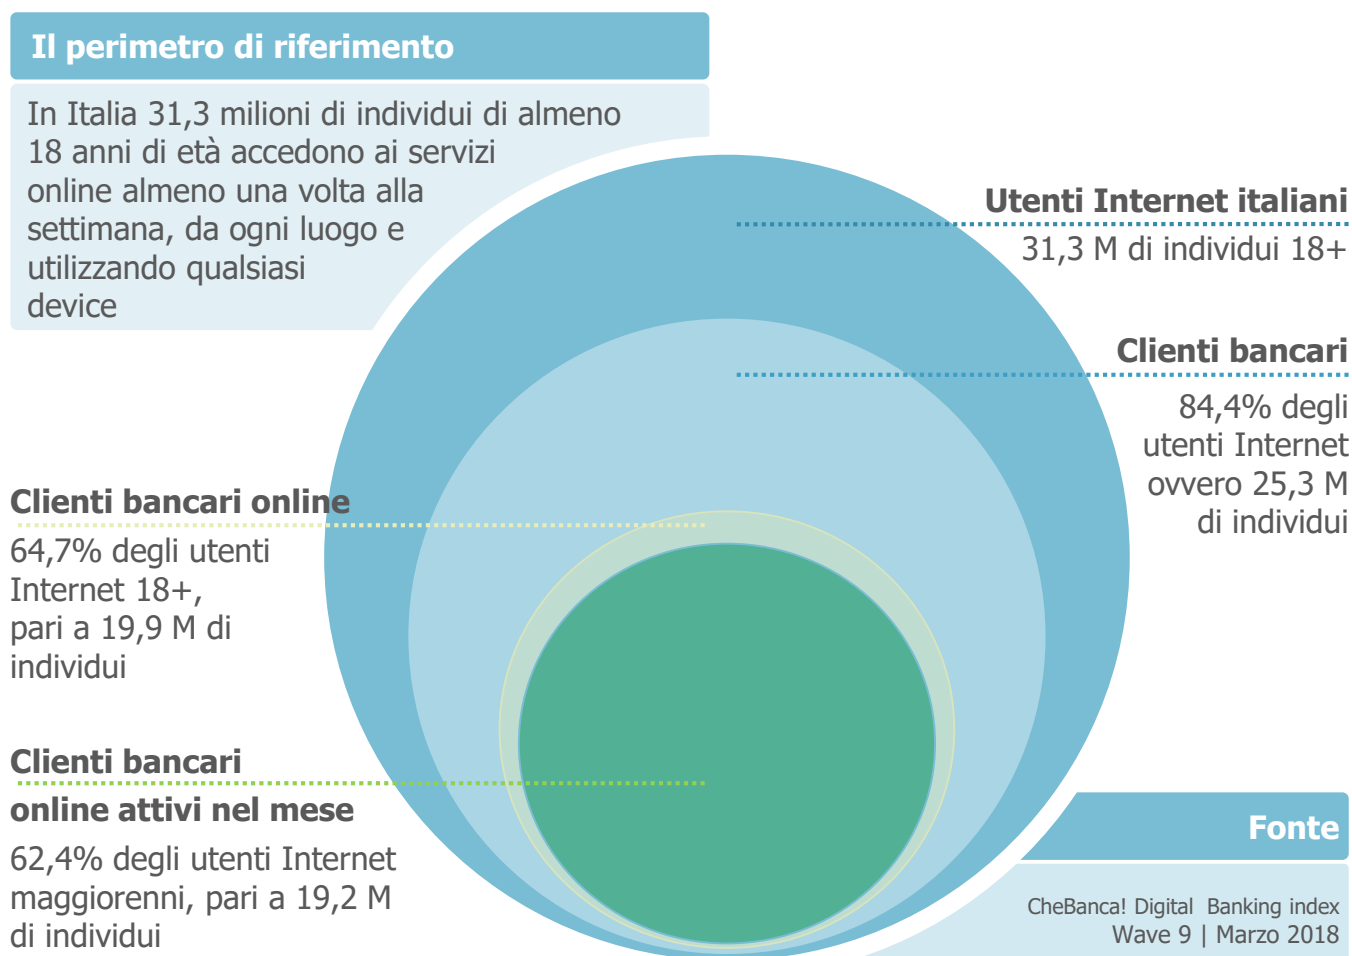 Il perimetro di riferimento
In Italia 31,3 milioni di individui di almeno
18 anni di età accedono ai servizi
online almeno una volta alla
settimana, da ogni luogo e
utilizzando qualsiasi
device
Utenti Internet italiani
31,3 M di individui 18+
Clienti bancari
84,4% degli
utenti Internet
ovvero 25,3 M
di individui
Clienti bancari online
64,7% degli utenti
Internet 18+,
pari a 19,9 M di
individui
Clienti bancari
online attivi nel mese
62,4% degli utenti Internet
maggiorenni, pari a 19,2 M
di individui
Fonte
CheBanca! Digital Banking index
Wave 9 | Marzo 2018